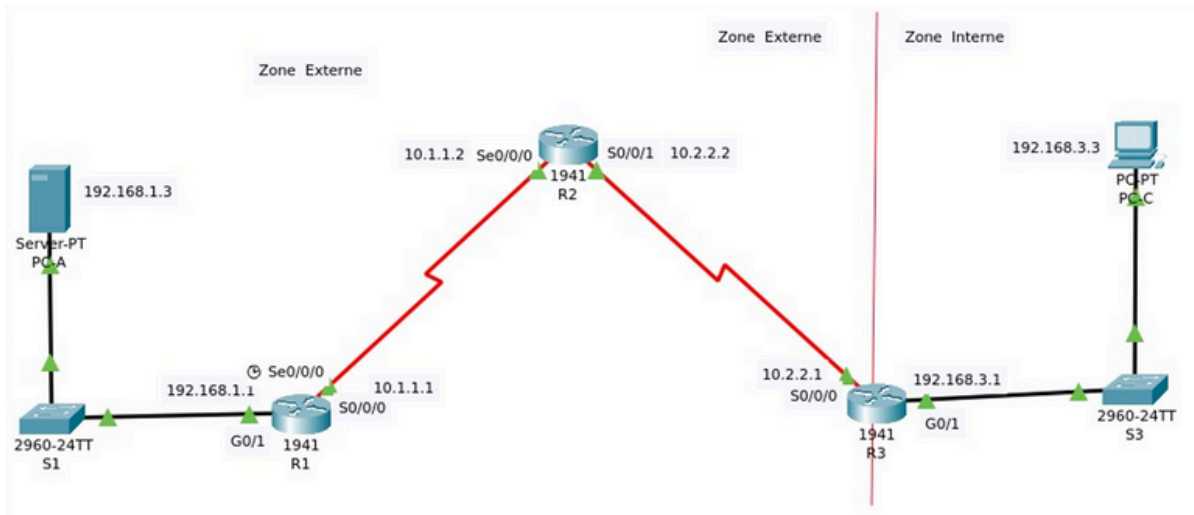 Zone Externe
Zone Externe
Zone Interne
192.168.1.3
Server-PT
PC-A
2960-24TT
S1
192.168.1.1
Se0/0/0
10.1.1.1
S0/0/0
G0/1
1941
R1
10.1.1.2
Se0/0/0
S0/0/1
10.2.2.2
1941
R2
10.2.2.1
S0/0/0
192.168.3.1
G0/1
1941
R3
192.168.3.3
PC-PT
PC-C
2960-24TT
S3